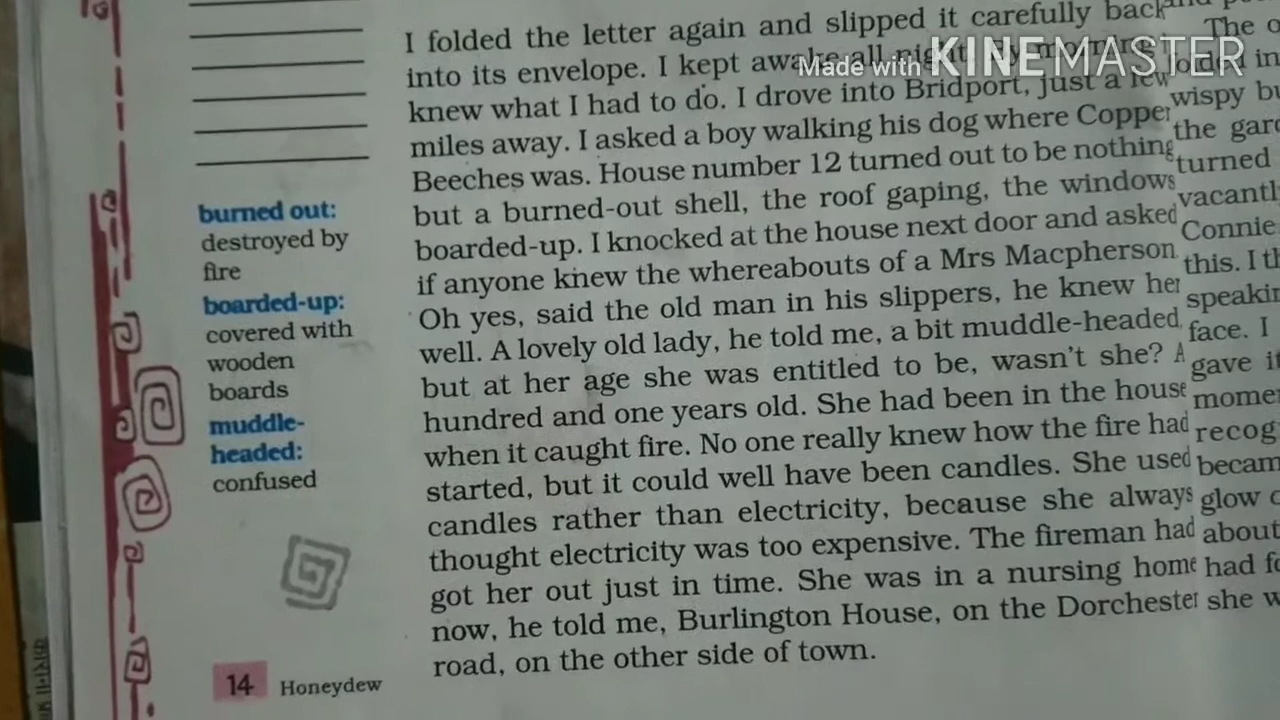 I folded the letter again and slipped it carefully back
into its envelope. I kept awake all night. By morning
Made with KINEMASTER
knew what I had to do. I drove into Bridport, just a few
miles away. I asked a boy walking his dog where Copper
Beeches was. House number 12 turned out to be nothing
but a burned-out shell, the roof gaping, the windows
boarded-up. I knocked at the house next door and asked
if anyone knew the whereabouts of a Mrs Macpherson
Oh yes, said the old man in his slippers, he knew her
well. A lovely old lady, he told me, a bit muddle-headed
but at her age she was entitled to be, wasn't she? A
hundred and one years old. She had been in the house
when it caught fire. No one really knew how the fire had
started, but it could well have been candles. She used
candles rather than electricity, because she always
thought electricity was too expensive. The fireman had
got her out just in time. She was in a nursing home
now, he told me, Burlington House, on the Dorchester
road, on the other side of town.
burned out:
destroyed by
fire
boarded-up:
covered with
wooden
boards
muddle-
headed:
confused
14 Honeydew
The
in
wispy
the
turned
Connie
this. I
face. I
gave
had
she